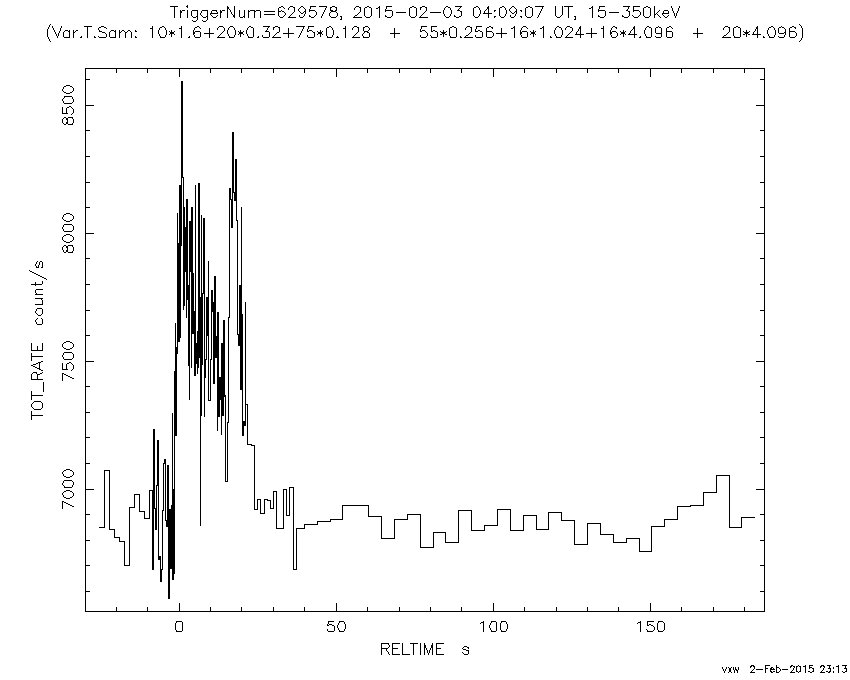 TriggerNum=629578, 2015-02-03 04:09:07 UT, 15-350keV
(Var.T.Sam: 10*1.6+20*0.32+75*0.128 + 55*0.256+16*1.024+16*4.096 + 20*4.096)
8500
8000
7500
7000
TOT_RATE count/s
0 50 100 150
RELTIME s
vxw 2-Feb-2015 23:13